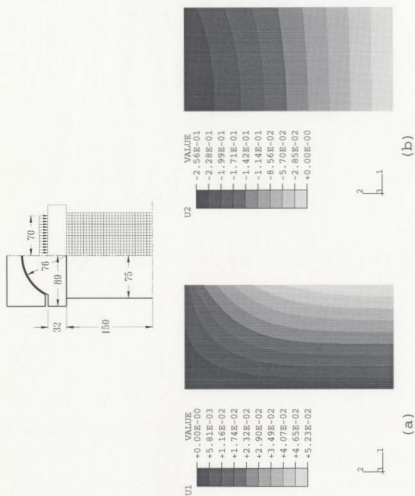 70
76
89
75
32
150
U1 VALUE
+0.00E-00
+5.81E-03
+1.16E-02
+1.74E-02
+2.32E-02
+2.90E-02
+3.49E-02
+4.07E-02
+4.65E-02
+5.23E-02
2
3 1
(a)
U2 VALUE
-2.56E-01
-2.28E-01
-1.99E-01
-1.71E-01
-1.42E-01
-1.14E-01
-8.56E-02
-5.70E-02
-2.85E-02
+0.00E-00
2
3 1
(b)